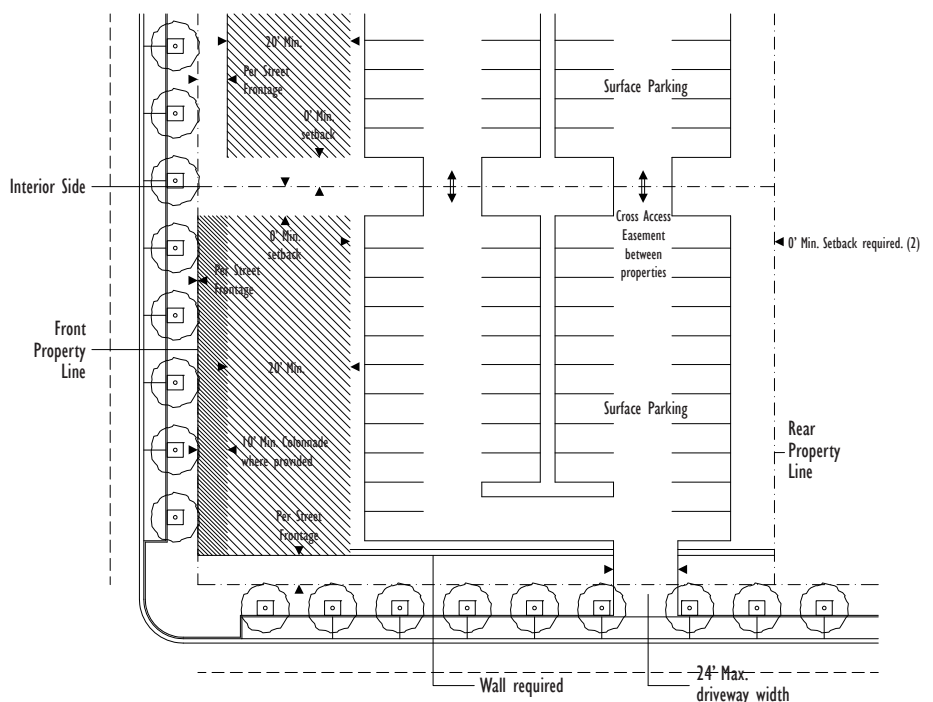 20' Min.
Per Street
Frontage
Surface Parking
0' Min.
setback
Interior Side
Cross Access
Easement
between
properties
0' Min.
setback
0' Min. Setback required. (2)
Per Street
Frontage
Front
Property
Line
20' Min.
Surface Parking
10' Min. Colonnade
where provided
Rear
Property
Line
Per Street
Frontage
Wall required
24' Max.
driveway width